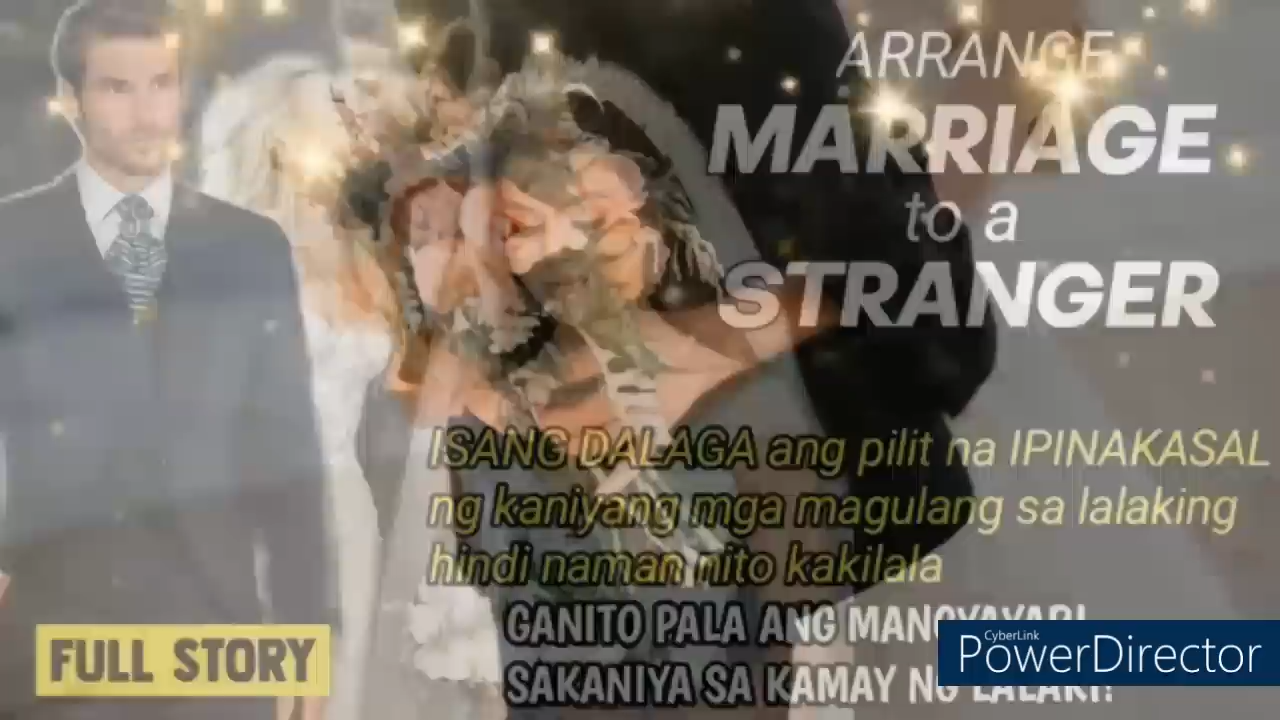 ARRANGE
MARRIAGE
to a
STRANGER
ISANG DALAGA ang pilit na IPINAKASAL
ng kaniyang mga magulang sa lalaking
hindi naman nito kakilala
GANITO PALA ANG MANGYAYARI
SAKANIYA SA KAMAY NG LALAKI!
FULL STORY
CyberLink
PowerDirector